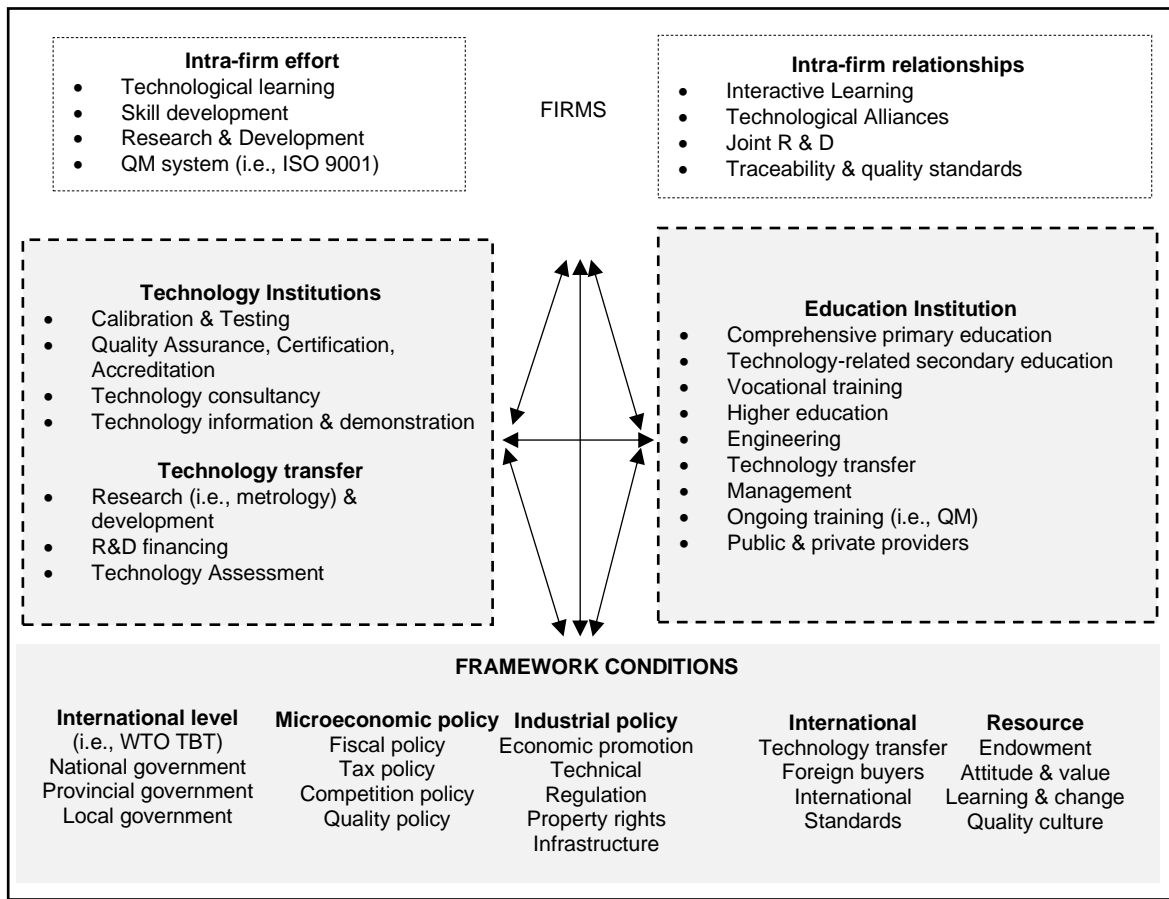 Intra-firm effort
• Technological learning
• Skill development
• Research & Development
• QM system (i.e., ISO 9001)
FIRMS
Intra-firm relationships
• Interactive Learning
• Technological Alliances
• Joint R & D
• Traceability & quality standards
Technology Institutions
• Calibration & Testing
• Quality Assurance, Certification,
Accreditation
• Technology consultancy
• Technology information & demonstration
Technology transfer
• Research (i.e., metrology) &
development
• R&D financing
• Technology Assessment
Education Institution
• Comprehensive primary education
• Technology-related secondary education
• Vocational training
• Higher education
• Engineering
• Technology transfer
• Management
• Ongoing training (i.e., QM)
• Public & private providers
FRAMEWORK CONDITIONS
International level
(i.e., WTO TBT)
National government
Provincial government
Local government
Microeconomic policy
Fiscal policy
Tax policy
Competition policy
Quality policy
Industrial policy
Economic promotion
Technical
Regulation
Property rights
Infrastructure
International
Technology transfer
Foreign buyers
International
Standards
Resource
Endowment
Attitude & value
Learning & change
Quality culture